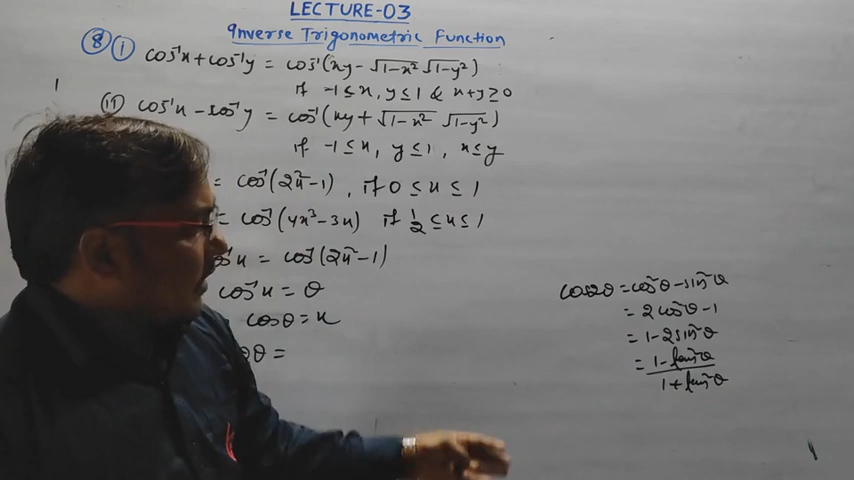 LECTURE-03
Inverse Trigonometric Function
⑧ ⓘ cos⁻¹x + cos⁻¹y = cos⁻¹(xy - √1-x² √1-y²)
if -1 ≤ x, y ≤ 1 & x+y ≥ 0
(ii) cos⁻¹x - cos⁻¹y = cos⁻¹(xy + √1-x² √1-y²)
if -1 ≤ x, y ≤ 1, x ≤ y
= cos⁻¹(2x²-1), if 0 ≤ x ≤ 1
= cos⁻¹(4x³-3x) if 1/2 ≤ x ≤ 1
x = cos⁻¹(2x²-1)
cos⁻¹x = θ
cosθ = x
θ =
cos2θ = cos²θ - sin²θ
= 2cos²θ - 1
= 1 - 2sin²θ
= 1 - tan²θ
1 + tan²θ